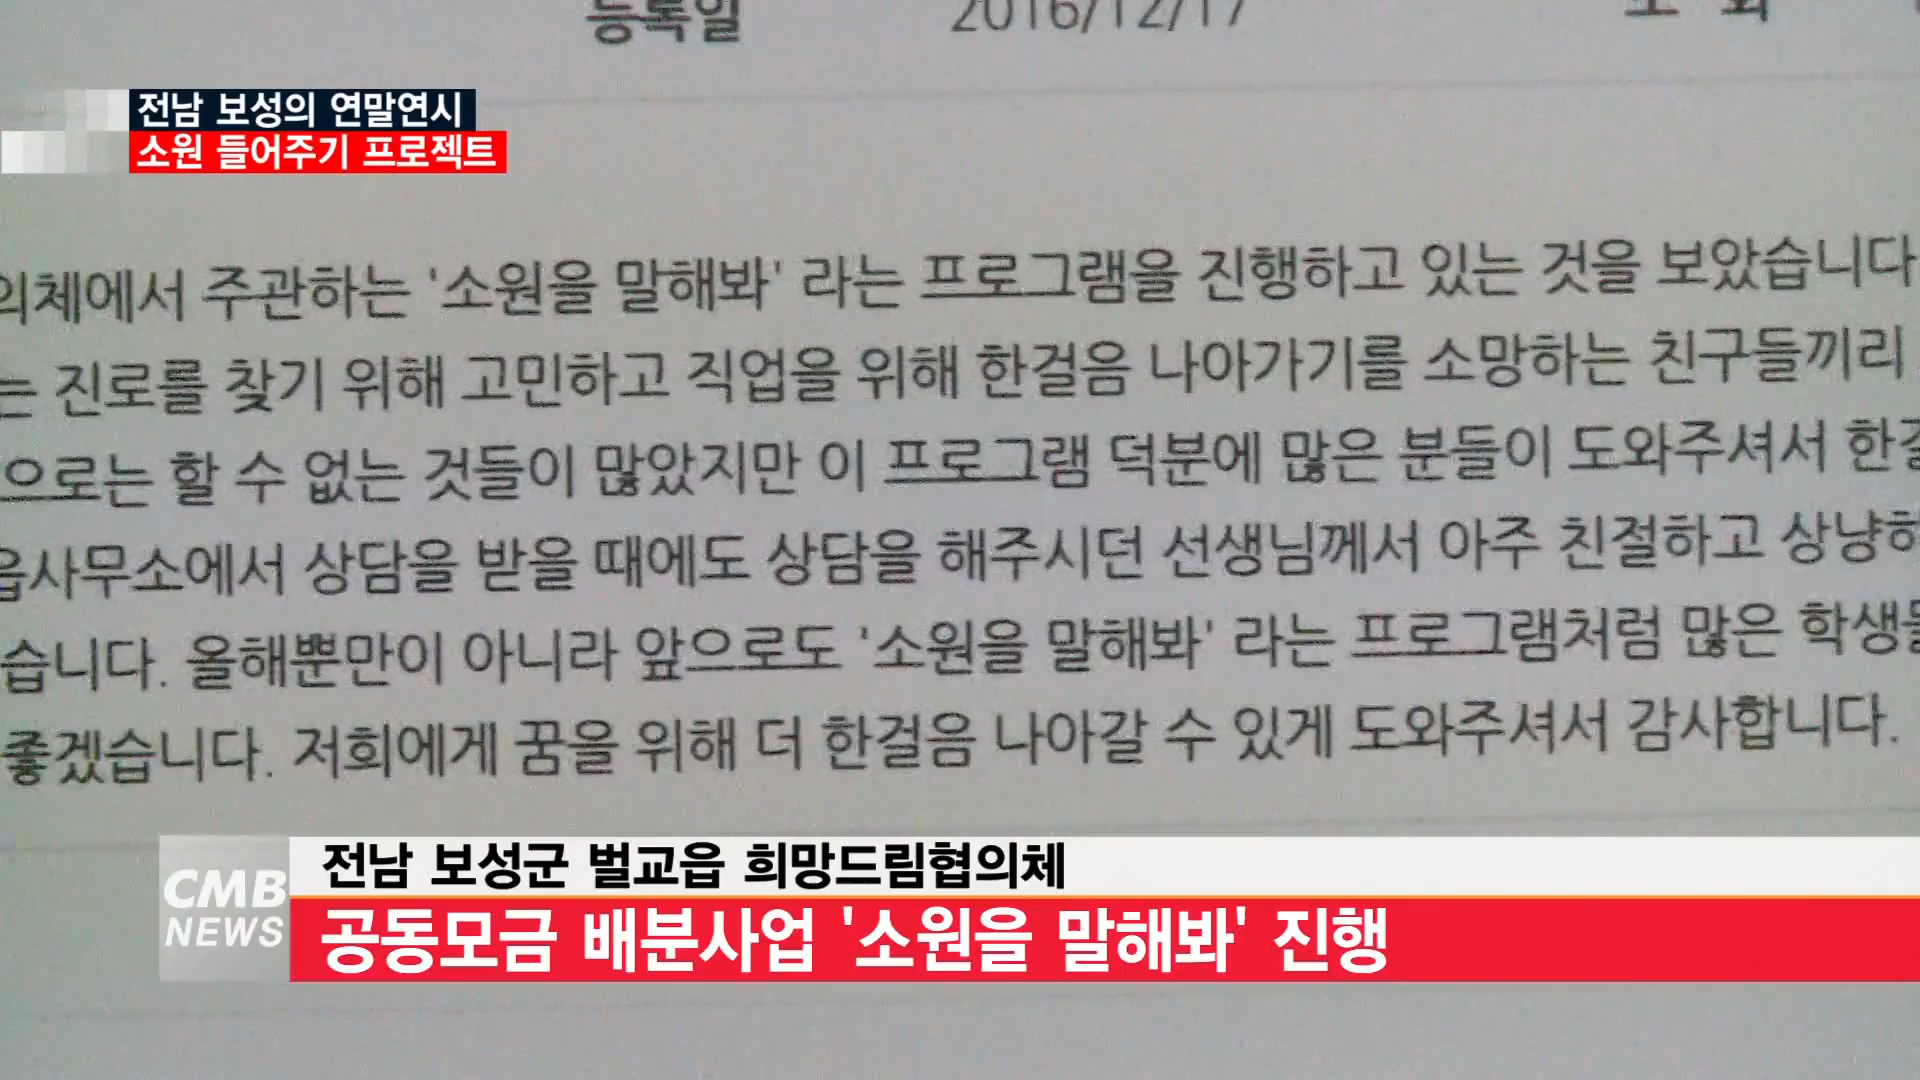 등록일 2016/12/17 조 회
전남 보성의 연말연시
소원 들어주기 프로젝트
의체에서 주관하는 '소원을 말해봐' 라는 프로그램을 진행하고 있는 것을 보았습니다
는 진로를 찾기 위해 고민하고 직업을 위해 한걸음 나아가기를 소망하는 친구들끼리
으로는 할 수 없는 것들이 많았지만 이 프로그램 덕분에 많은 분들이 도와주셔서 한걸
읍사무소에서 상담을 받을 때에도 상담을 해주시던 선생님께서 아주 친절하고 상냥하
습니다. 올해뿐만이 아니라 앞으로도 '소원을 말해봐' 라는 프로그램처럼 많은 학생들
좋겠습니다. 저희에게 꿈을 위해 더 한걸음 나아갈 수 있게 도와주셔서 감사합니다.
CMB
NEWS
전남 보성군 벌교읍 희망드림협의체
공동모금 배분사업 '소원을 말해봐' 진행